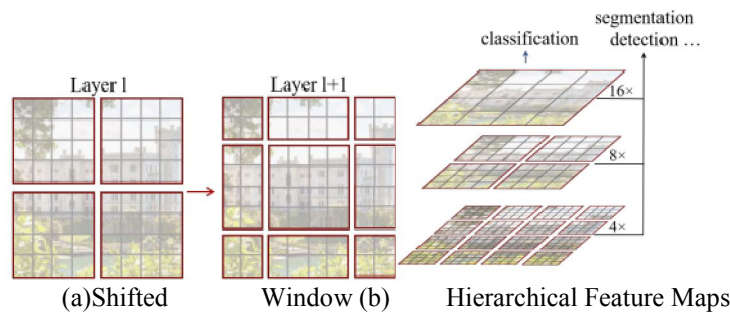 segmentation
classification
detection ...
Layer l
Layer l+1
16×
8×
4×
(a)Shifted Window (b) Hierarchical Feature Maps